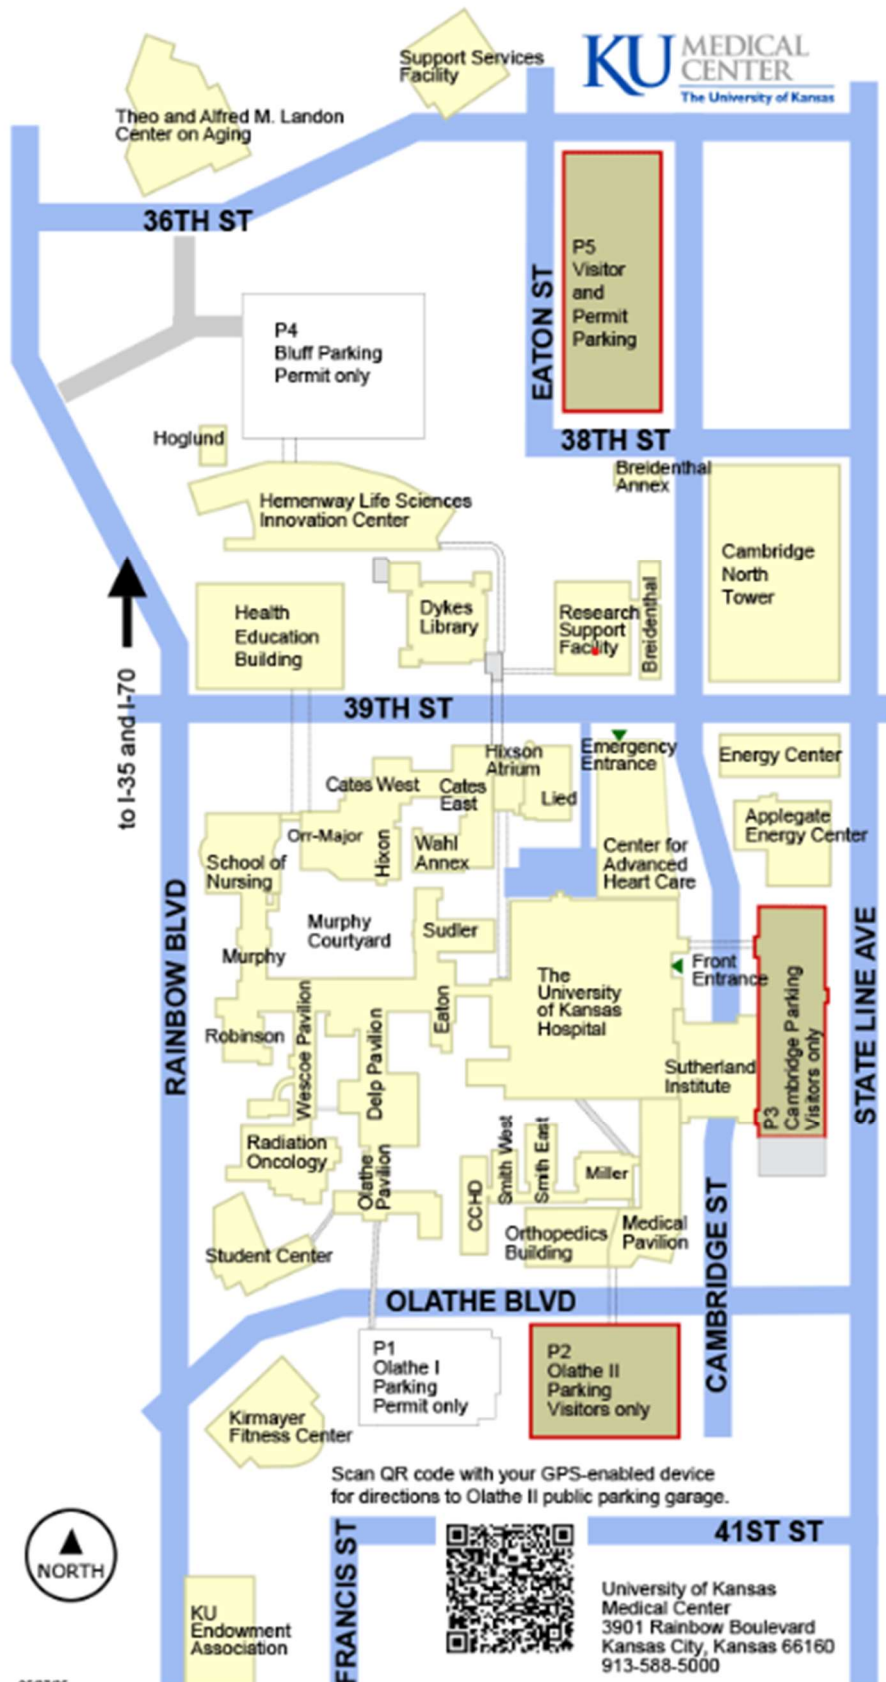 KU MEDICAL
CENTER
The University of Kansas
Support Services
Facility
Theo and Alfred M. Landon
Center on Aging
36TH ST
P5
Visitor
and
Permit
Parking
EATON ST
P4
Bluff Parking
Permit only
38TH ST
Hoglund
Breidenthal
Annex
Hemenway Life Sciences
Innovation Center
Cambridge
North
Tower
Health
Education
Building
Dykes
Library
Research
Support
Facility
Breidenthal
to I-35 and I-70
39TH ST
Hixson
Atrium
Emergency
Entrance
Energy Center
Cates West
Cates
East
Lied
Applegate
Energy Center
Orr-Major
Hixon
Wahl
Annex
Center for
Advanced
Heart Care
School of
Nursing
RAINBOW BLVD
Murphy
Courtyard
Sudler
Murphy
Front
Entrance
The
University
of Kansas
Hospital
STATE LINE AVE
P3
Cambridge Parking
Visitors only
Robinson
Wescoe Pavilion
Delp Pavilion
Eaton
Sutherland
Institute
Radiation
Oncology
Olathe
Pavilion
CCHD
Smith West
Smith East
Miller
Student Center
Orthopedics
Building
Medical
Pavilion
CAMBRIDGE ST
OLATHE BLVD
P1
Olathe I
Parking
Permit only
P2
Olathe II
Parking
Visitors only
Kirmayer
Fitness Center
Scan QR code with your GPS-enabled device
for directions to Olathe II public parking garage.
41ST ST
NORTH
FRANCIS ST
KU
Endowment
Association
University of Kansas
Medical Center
3901 Rainbow Boulevard
Kansas City, Kansas 66160
913-588-5000